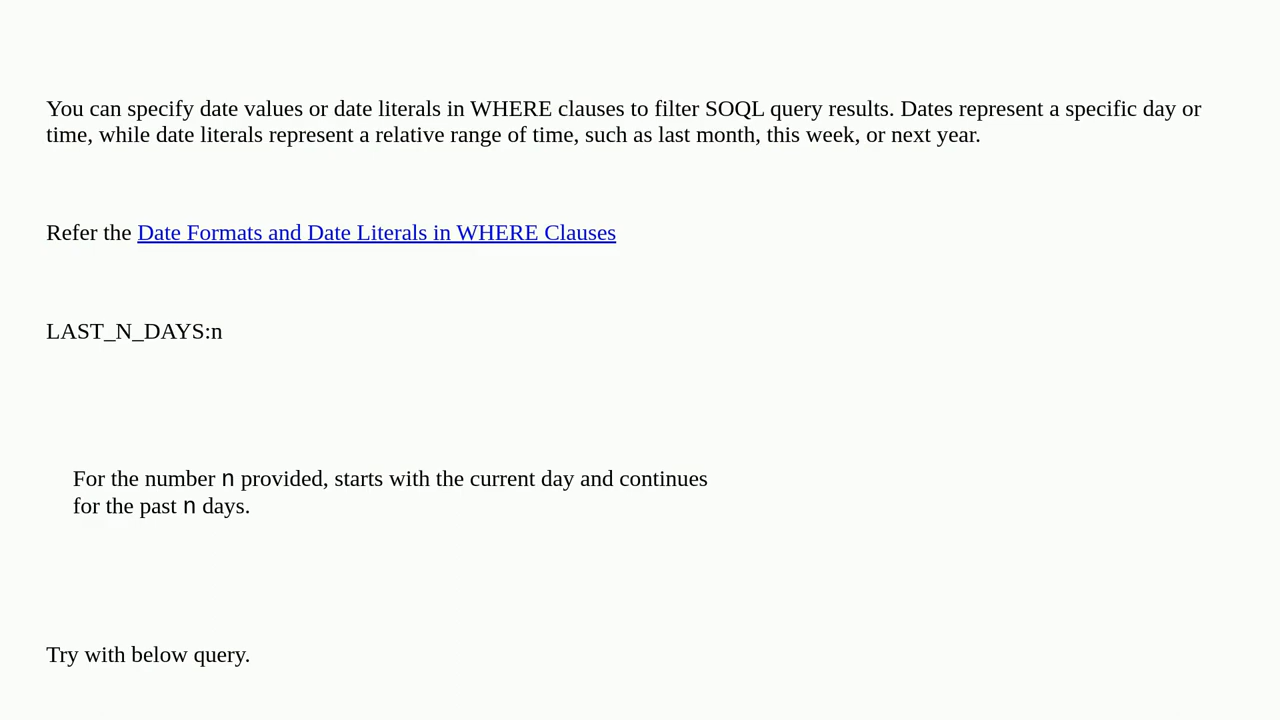 You can specify date values or date literals in WHERE clauses to filter SOQL query results. Dates represent a specific day or
time, while date literals represent a relative range of time, such as last month, this week, or next year.
Refer the Date Formats and Date Literals in WHERE Clauses
LAST_N_DAYS:n
For the number n provided, starts with the current day and continues
for the past n days.
Try with below query.